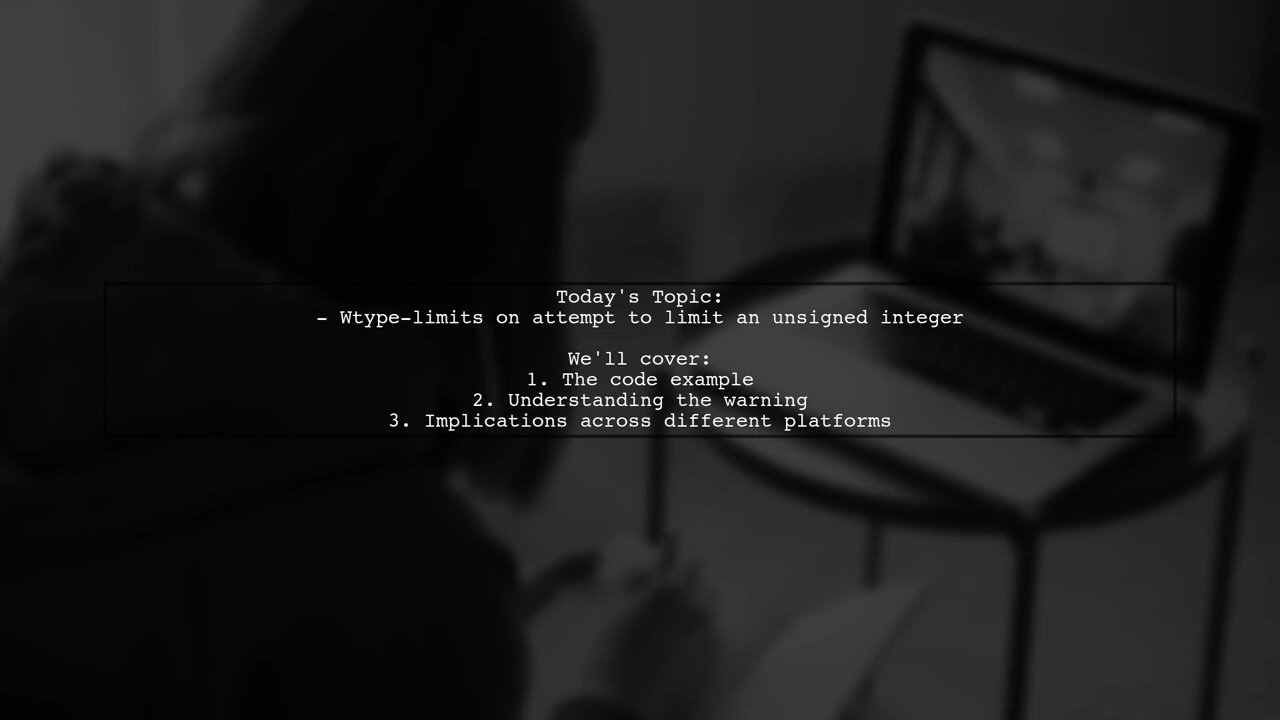 Today's Topic:
- Wtype-limits on attempt to limit an unsigned integer
We'll cover:
1. The code example
2. Understanding the warning
3. Implications across different platforms